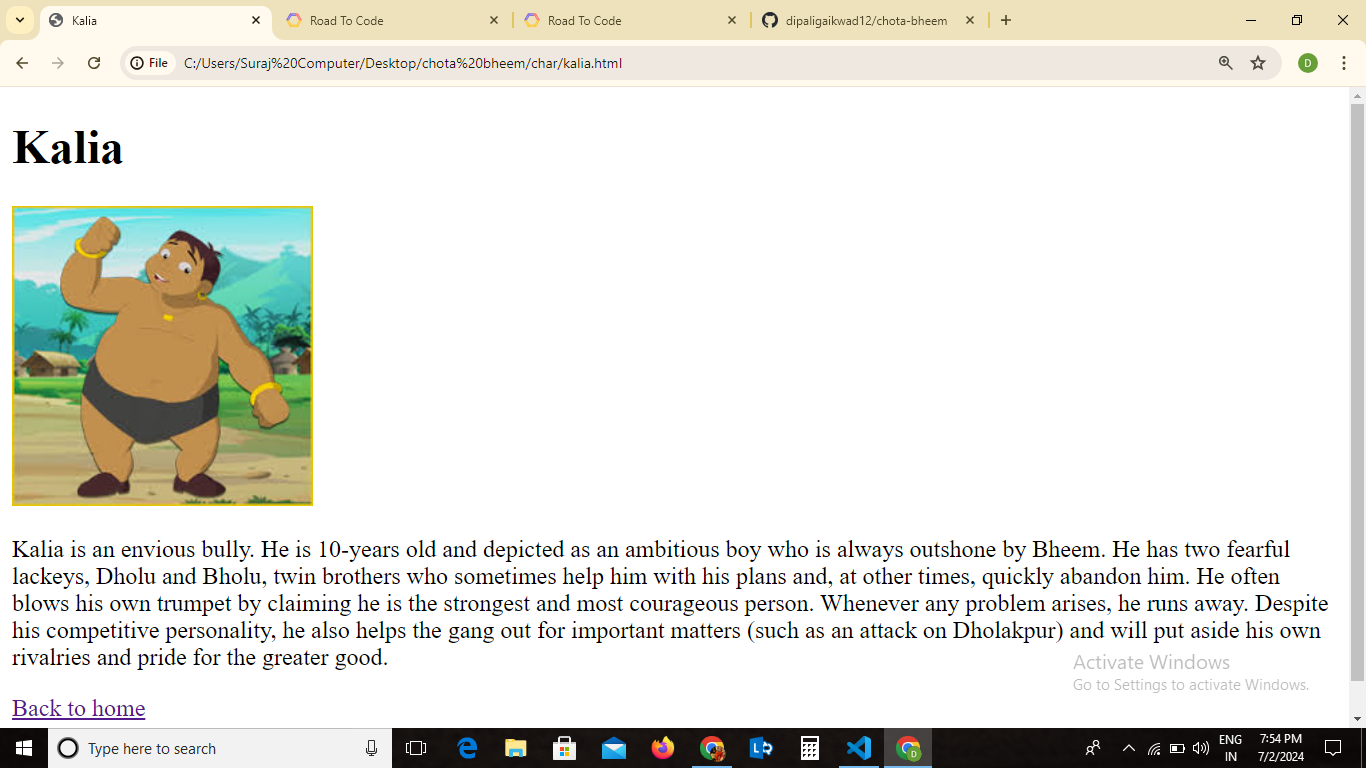 Kalia
Road To Code
Road To Code
dipaligaikwad12/chota-bheem
File
C:/Users/Suraj%20Computer/Desktop/chota%20bheem/char/kalia.html
D
Kalia
Kalia is an envious bully. He is 10-years old and depicted as an ambitious boy who is always outshone by Bheem. He has two fearful
lackeys, Dholu and Bholu, twin brothers who sometimes help him with his plans and, at other times, quickly abandon him. He often
blows his own trumpet by claiming he is the strongest and most courageous person. Whenever any problem arises, he runs away. Despite
his competitive personality, he also helps the gang out for important matters (such as an attack on Dholakpur) and will put aside his own
rivalries and pride for the greater good.
Activate Windows
Go to Settings to activate Windows.
Back to home
Type here to search
D
ENG
IN
7:54 PM
7/2/2024